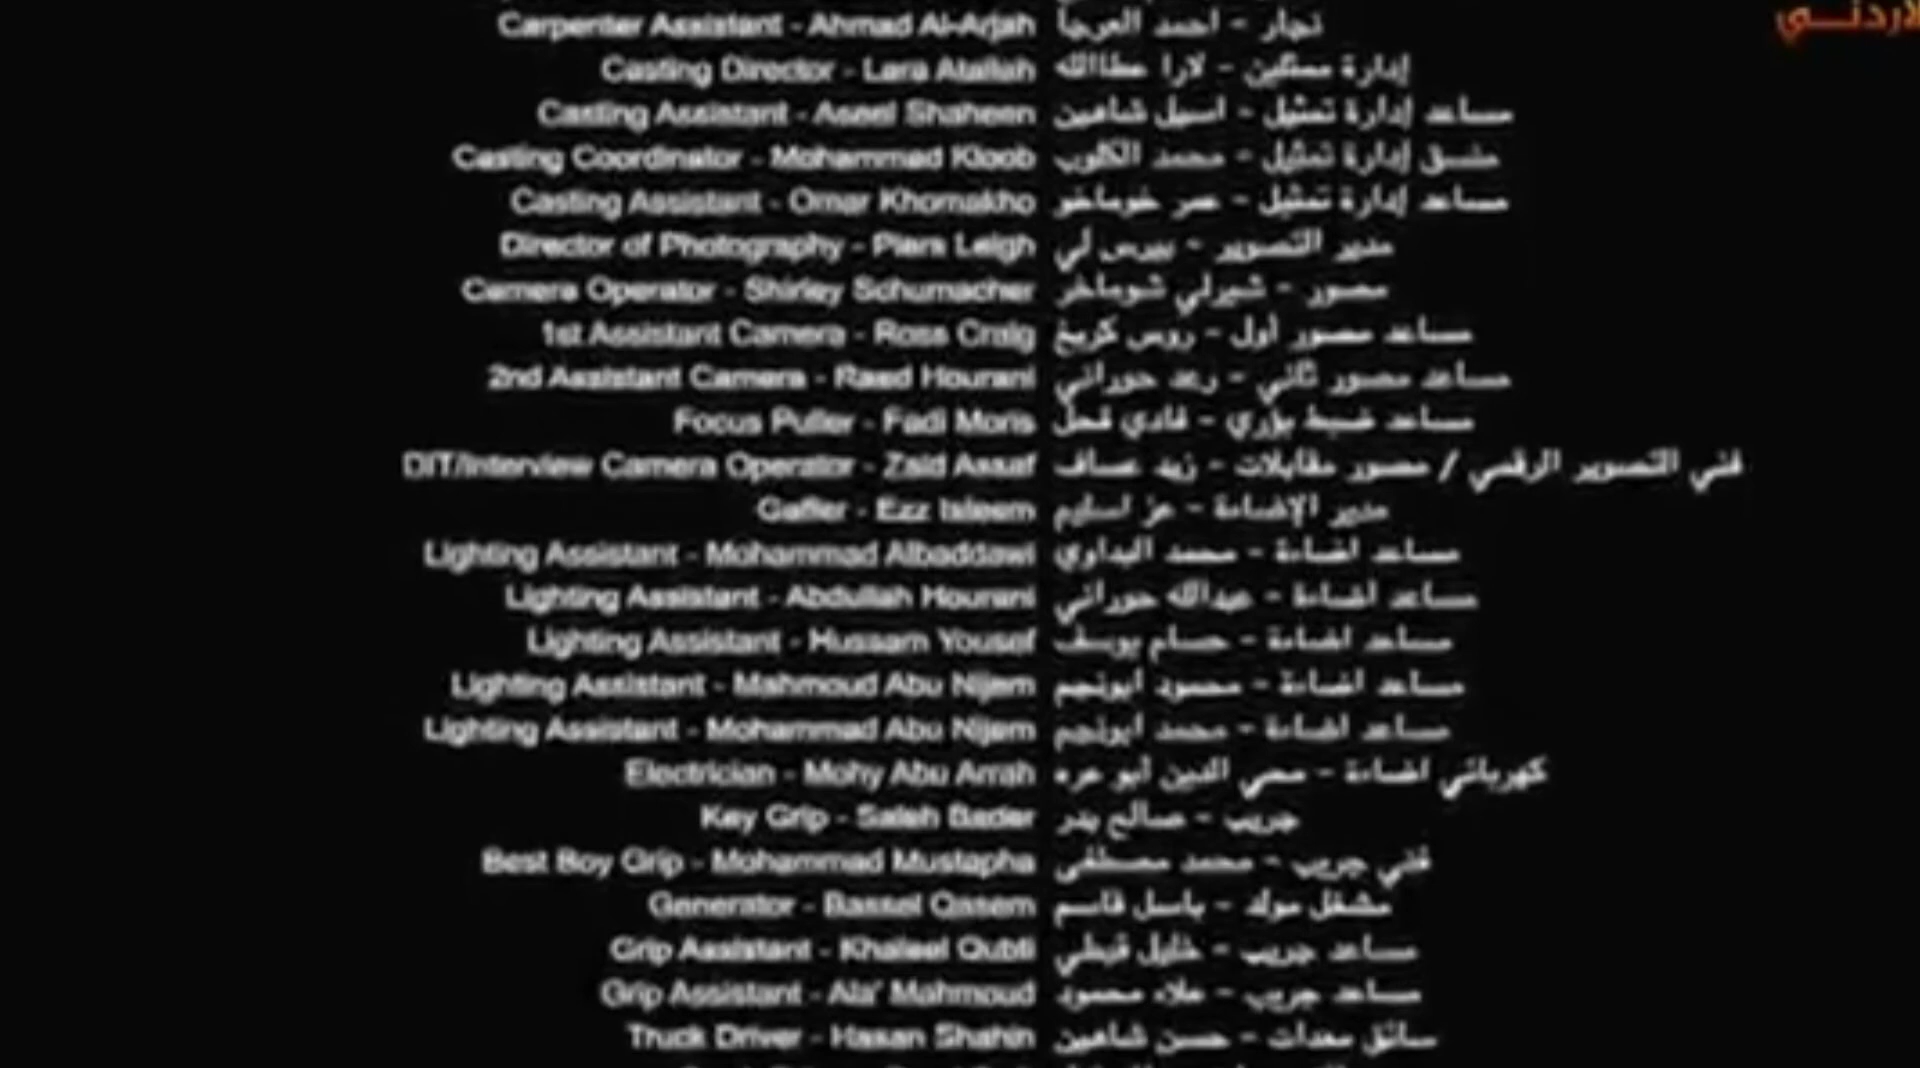 الأردنـــي
Carpenter Assistant - Ahmad Al-Arjah نجار - احمد العرجا
Casting Director - Lara Atallah إدارة ممثلين - لارا عطاالله
Casting Assistant - Aseel Shaheen مساعد إدارة تمثيل - اسيل شاهين
Casting Coordinator - Mohammad Kloob منسق إدارة تمثيل - محمد الكلوب
Casting Assistant - Omar Khomakho مساعد إدارة تمثيل - عمر خوماخو
Director of Photography - Piers Leigh مدير التصوير - بيرس لي
Camera Operator - Shirley Schumacher مصور - شيرلي شوماخر
1st Assistant Camera - Ross Craig مساعد مصور أول - روس كريغ
2nd Assistant Camera - Raed Hourani مساعد مصور ثاني - رعد حوراني
Focus Puller - Fadi Moris مساعد ضبط بؤري - فادي قحل
DIT/Interview Camera Operator - Zaid Assaf فني التصوير الرقمي / مصور مقابلات - زيد عساف
Gaffer - Ezz Isleem مدير الإضاءة - عز اسليم
Lighting Assistant - Mohammad Albaddawi مساعد اضاءة - محمد البداوي
Lighting Assistant - Abdullah Hourani مساعد اضاءة - عبدالله حوراني
Lighting Assistant - Hussam Yousef مساعد اضاءة - حسام يوسف
Lighting Assistant - Mahmoud Abu Nijem مساعد اضاءة - محمود ابونجم
Lighting Assistant - Mohammad Abu Nijem مساعد اضاءة - محمد ابونجم
Electrician - Mohy Abu Arrah كهربائي اضاءة - محي الدين أبو عره
Key Grip - Saleh Bader جريب - صالح بدر
Best Boy Grip - Mohammad Mustapha فني جريب - محمد مصطفى
Generator - Bassel Qasem مشغل مولد - باسل قاسم
Grip Assistant - Khaleel Qubti مساعد جريب - خليل قبطي
Grip Assistant - Ala' Mahmoud مساعد جريب - علاء محمود
Truck Driver - Hasan Shahin سائق معدات - حسن شاهين